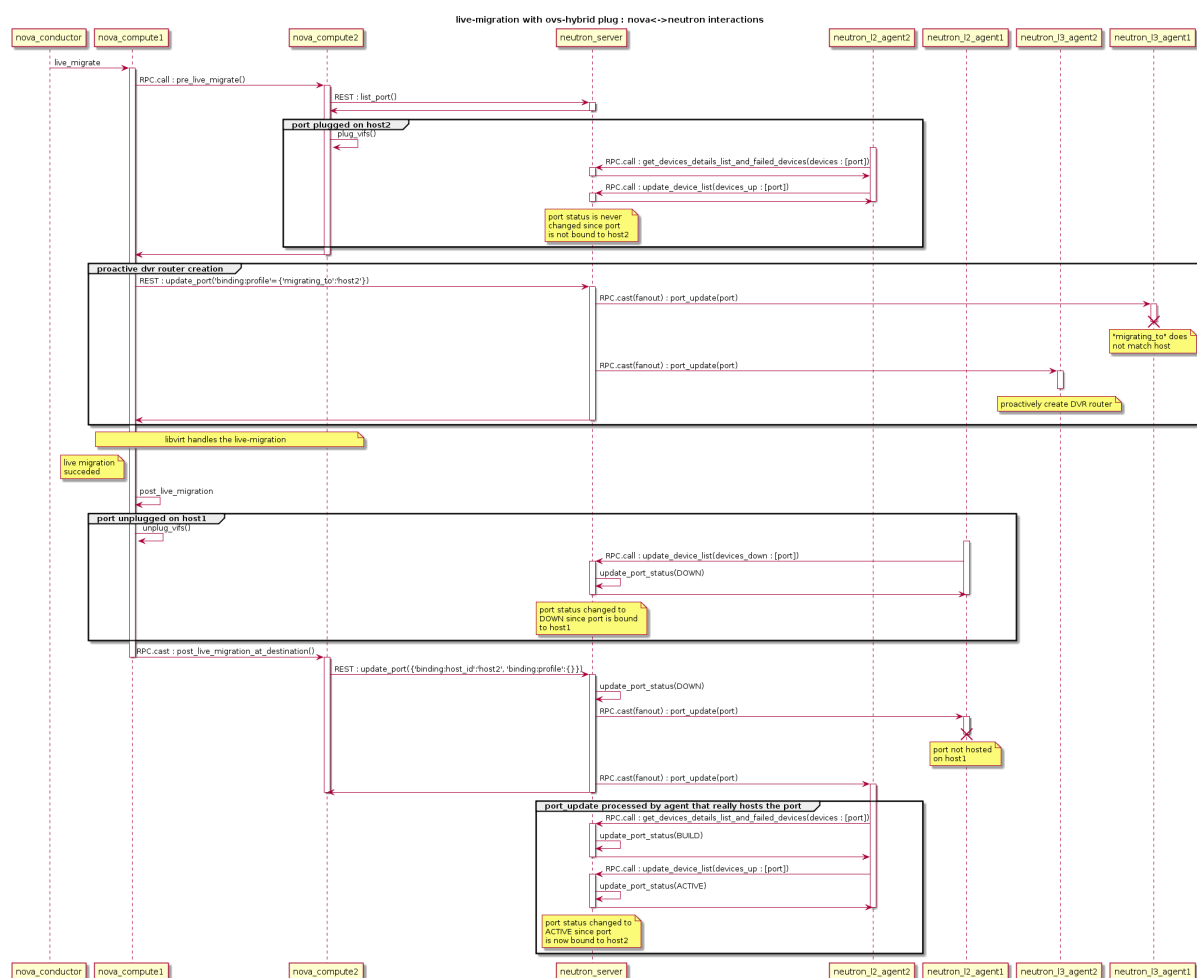 live-migration with ovs-hybrid plug : nova<->neutron interactions
nova_conductor
nova_compute1
nova_compute2
neutron_server
neutron_l2_agent2
neutron_l2_agent1
neutron_l3_agent2
neutron_l3_agent1
live_migrate
RPC.call : pre_live_migrate()
REST : list_port()
port plugged on host2
plug_vifs()
RPC.call : get_devices_details_list_and_failed_devices(devices : [port])
RPC.call : update_device_list(devices_up : [port])
port status is never
changed since port
is not bound to host2
proactive dvr router creation
REST : update_port('binding:profile'= {'migrating_to':'host2'})
RPC.cast(fanout) : port_update(port)
"migrating_to" does
not match host
RPC.cast(fanout) : port_update(port)
proactively create DVR router
libvirt handles the live-migration
live migration
succeded
post_live_migration
port unplugged on host1
unplug_vifs()
RPC.call : update_device_list(devices_down : [port])
update_port_status(DOWN)
port status changed to
DOWN since port is bound
to host1
RPC.cast : post_live_migration_at_destination()
REST : update_port({'binding:host_id':'host2', 'binding:profile':{}})
update_port_status(DOWN)
RPC.cast(fanout) : port_update(port)
port not hosted
on host1
RPC.cast(fanout) : port_update(port)
port_update processed by agent that really hosts the port
RPC.call : get_devices_details_list_and_failed_devices(devices : [port])
update_port_status(BUILD)
RPC.call : update_device_list(devices_up : [port])
update_port_status(ACTIVE)
port status changed to
ACTIVE since port
is now bound to host2
nova_conductor
nova_compute1
nova_compute2
neutron_server
neutron_l2_agent2
neutron_l2_agent1
neutron_l3_agent2
neutron_l3_agent1